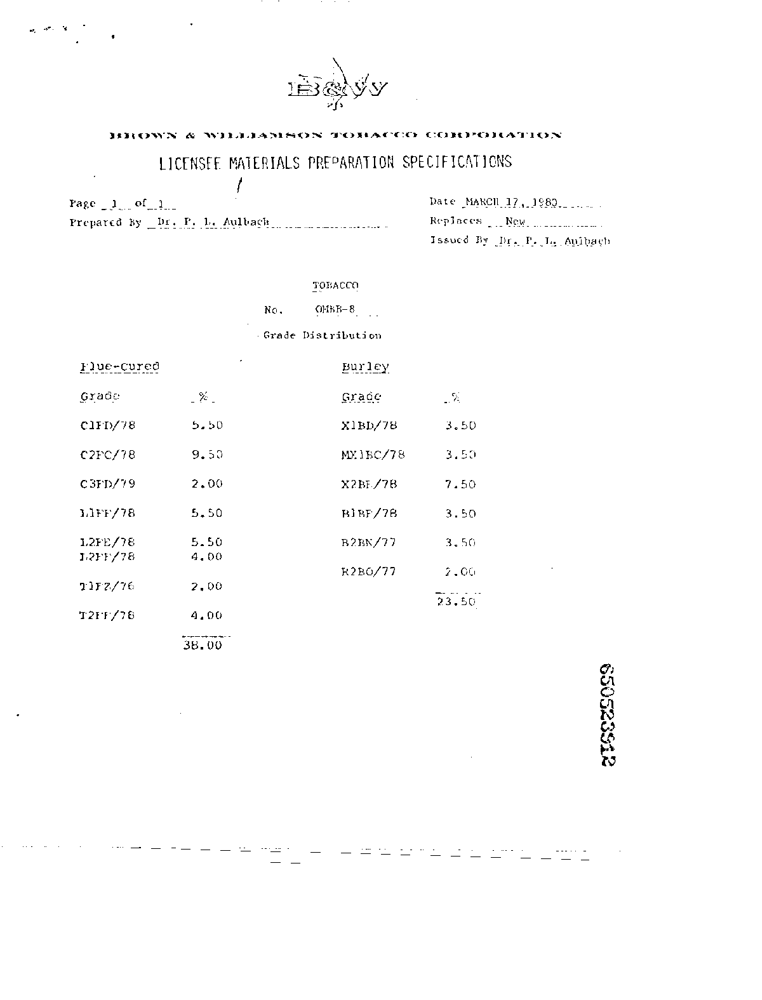 B&W
BROWN & WILLIAMSON TOBACCO CORPORATION
LICENSEE MATERIALS PREPARATION SPECIFICATIONS
Page 1 of 1 Date MARCH 17, 1980
Prepared By Dr. P. L. Aulbach Replaces New
Issued By Dr. P. L. Aulbach
TOBACCO
No. OMBB-8
Grade Distribution
Flue-Cured Burley
Grade % Grade %
C1FD/78 5.50 X1BD/78 3.50
C2FC/78 9.50 MX1BC/78 3.50
C3FD/79 2.00 7.50
L1FF/78 5.50 B1BF/78 3.50
L2FE/78 5.50 B2BK/77 3.50
L2FF/78 4.00
R2BO/77 2.00
T1FZ/76 2.00
23.50
T2FF/78 4.00
38.00
650523512